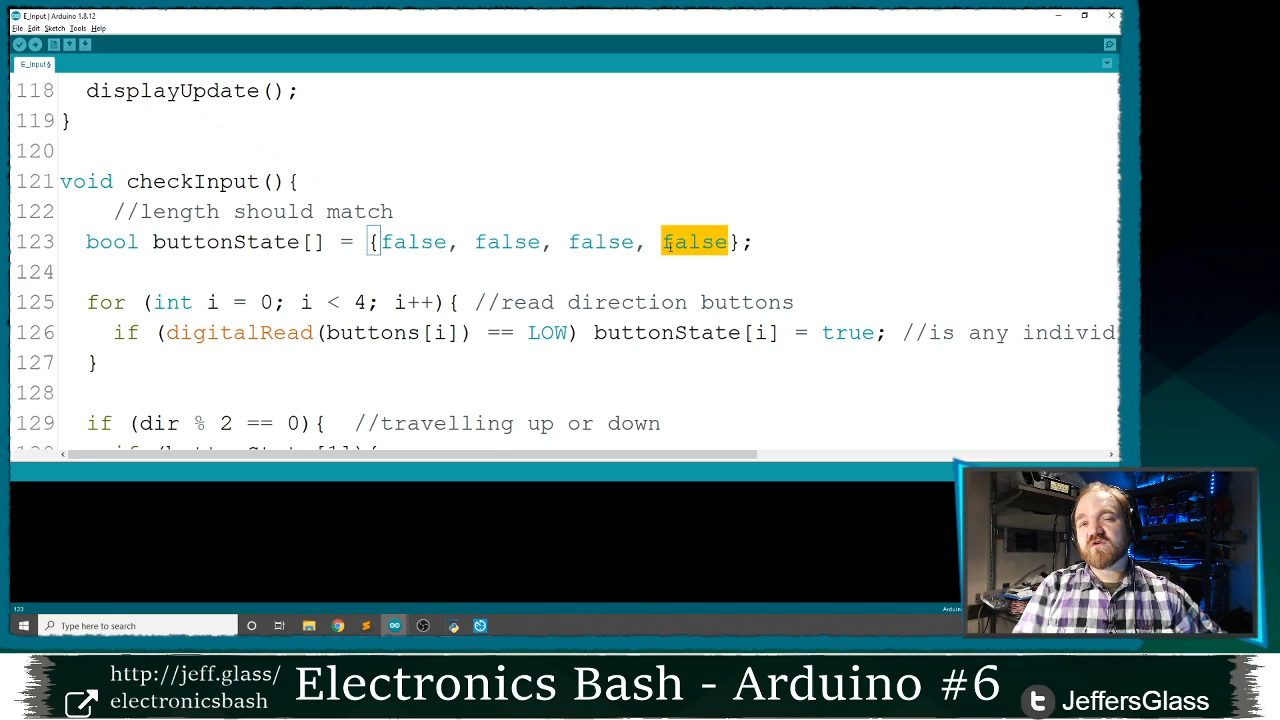 E_Input | Arduino 1.8.12
File Edit Sketch Tools Help
E_Input§
118 displayUpdate();
119 }
120
121 void checkInput(){
122 //length should match
123 bool buttonState[] = {false, false, false, false};
124
125 for (int i = 0; i < 4; i++){ //read direction buttons
126 if (digitalRead(buttons[i]) == LOW) buttonState[i] = true; //is any individ
127 }
128
129 if (dir % 2 == 0){ //travelling up or down
123
Arduin
Type here to search
http://jeff.glass/
electronicsbash
Electronics Bash - Arduino #6
JeffersGlass